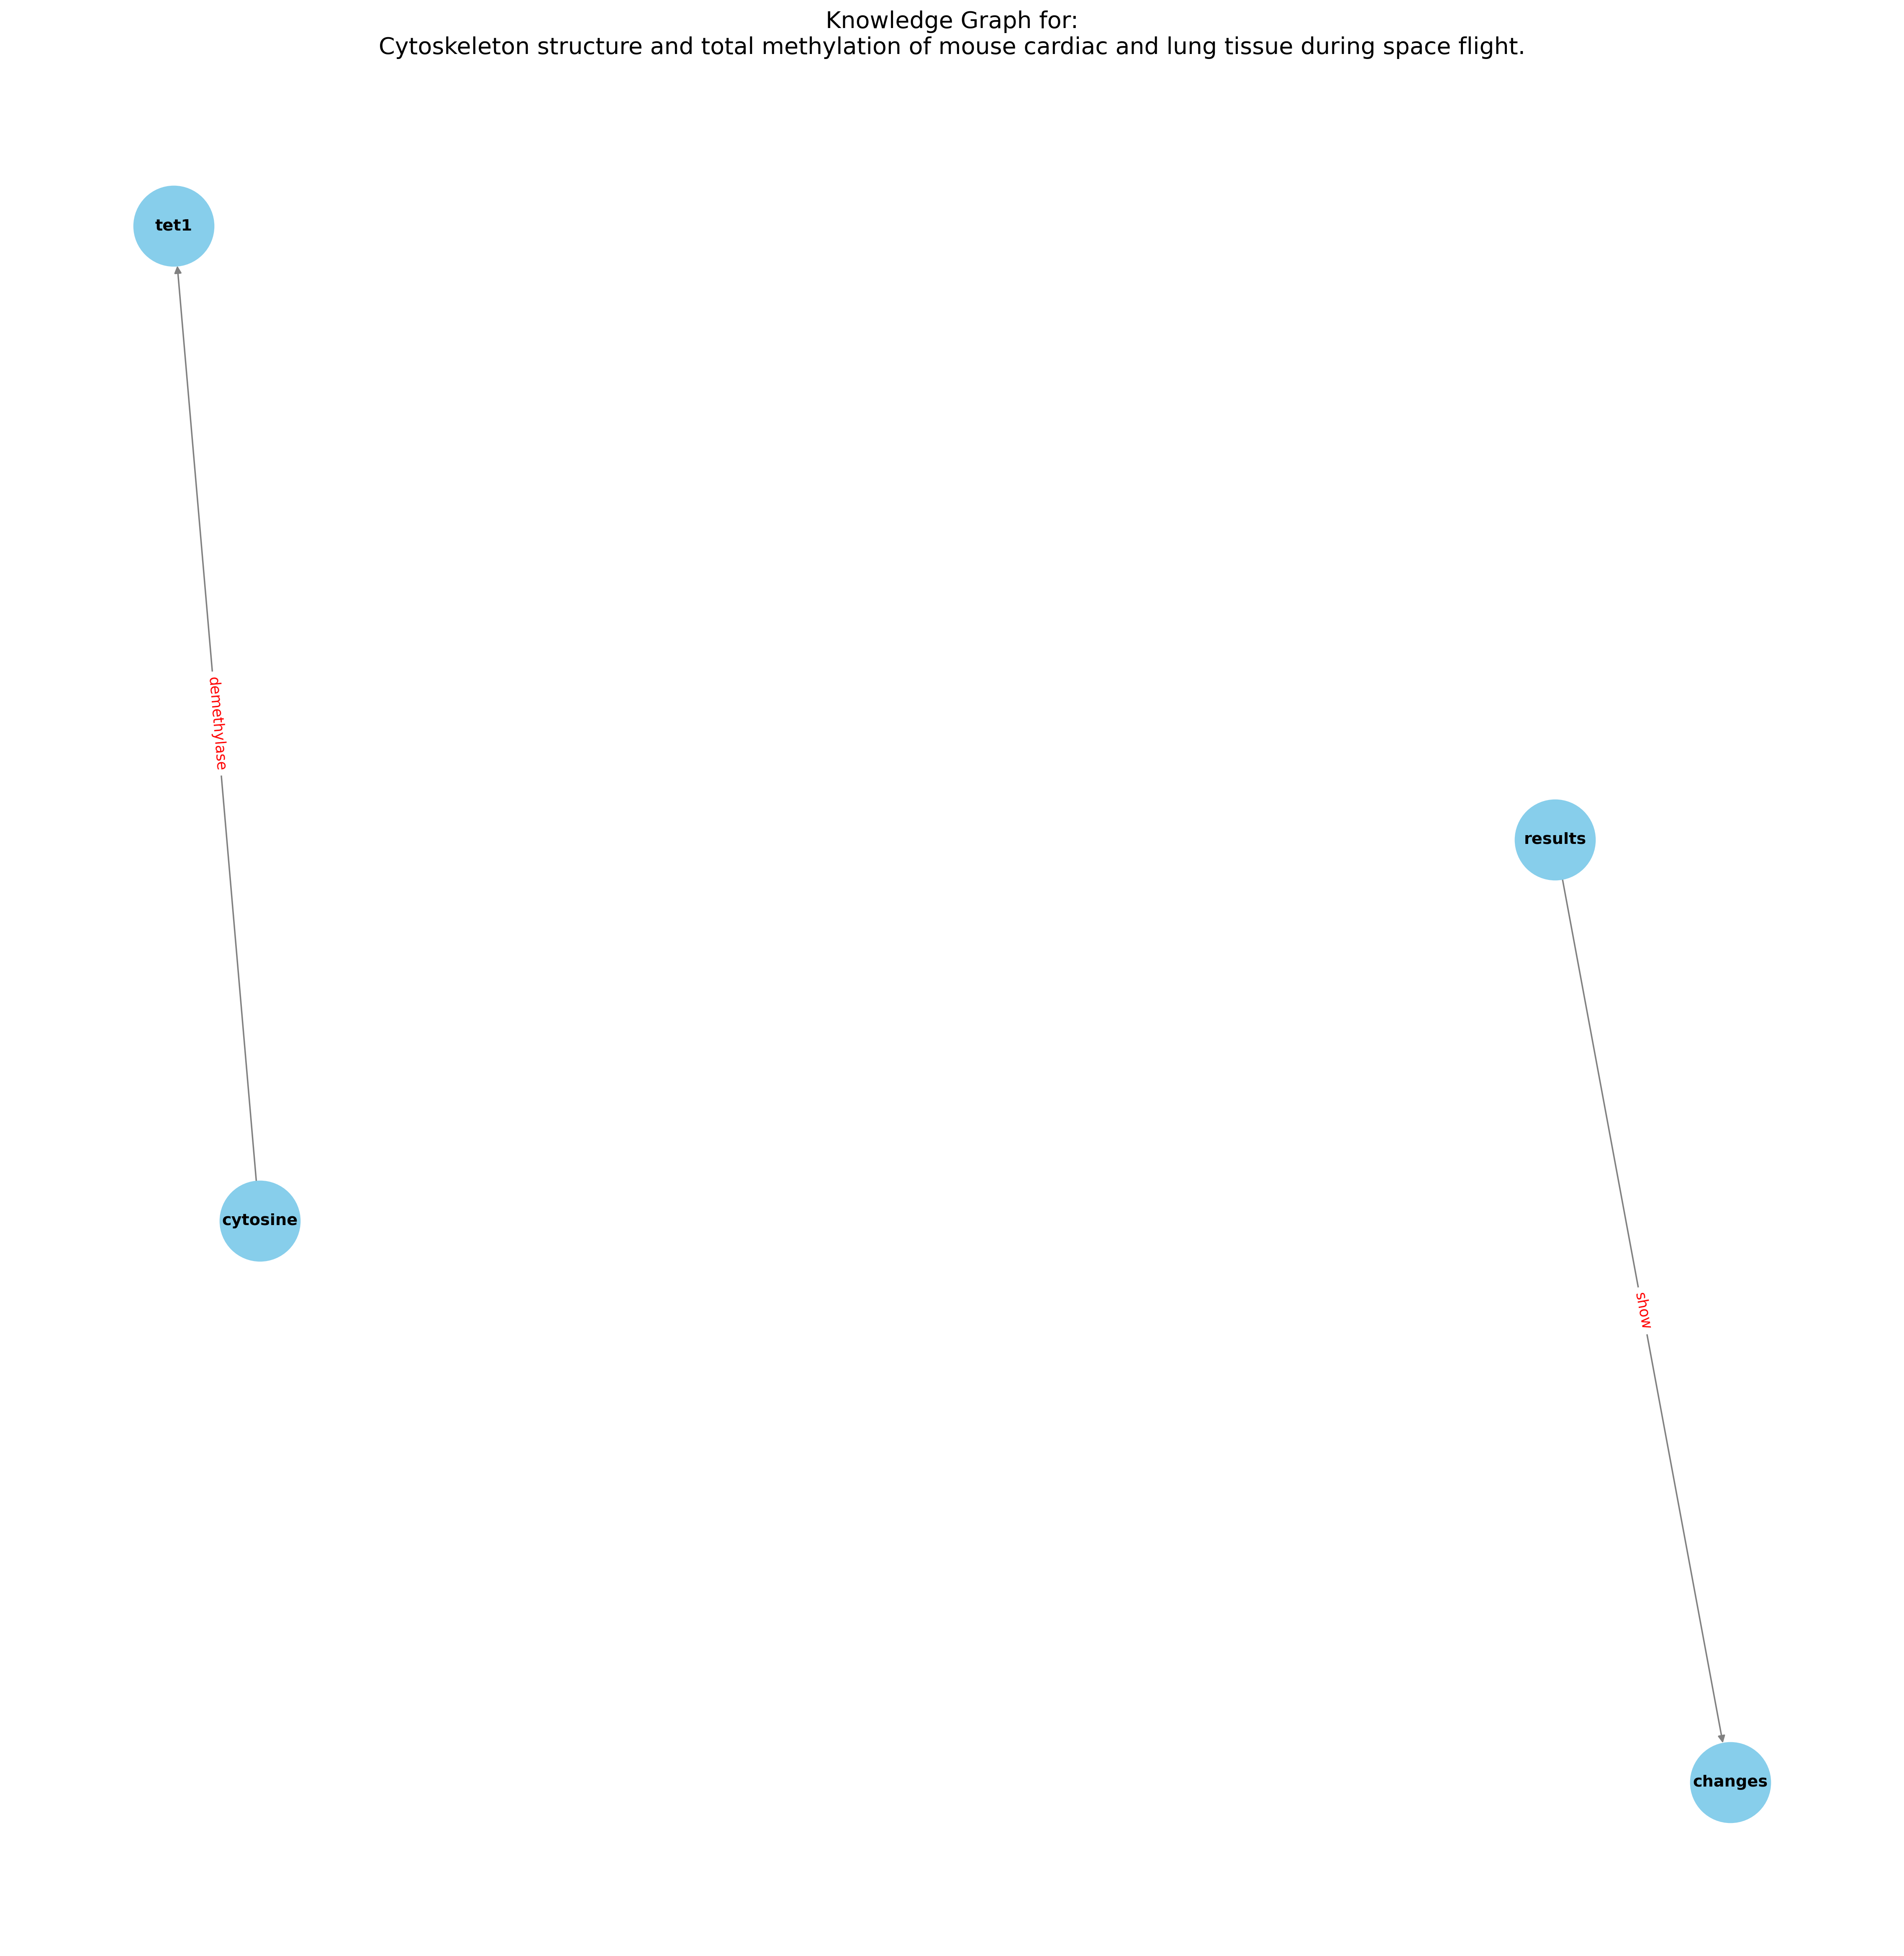 Knowledge Graph for:
Cytoskeleton structure and total methylation of mouse cardiac and lung tissue during space flight.
tet1
demethylase
results
cytosine
show
changes